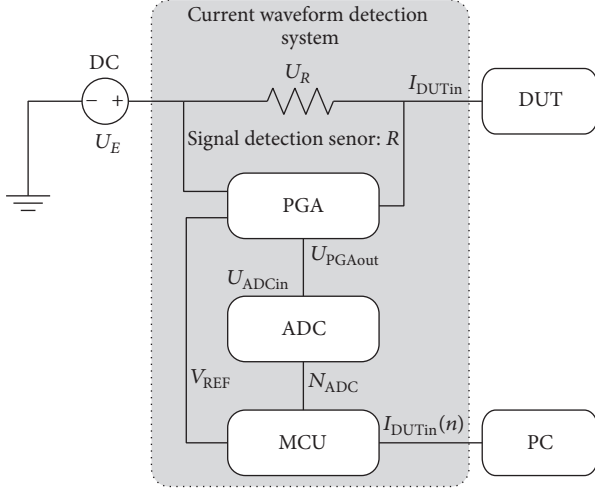 Current waveform detection
system
DC
U_R
I_DUTin
DUT
− +
U_E
Signal detection senor: R
PGA
U_PGAout
U_ADCin
ADC
V_REF
N_ADC
I_DUTin(n)
MCU
PC